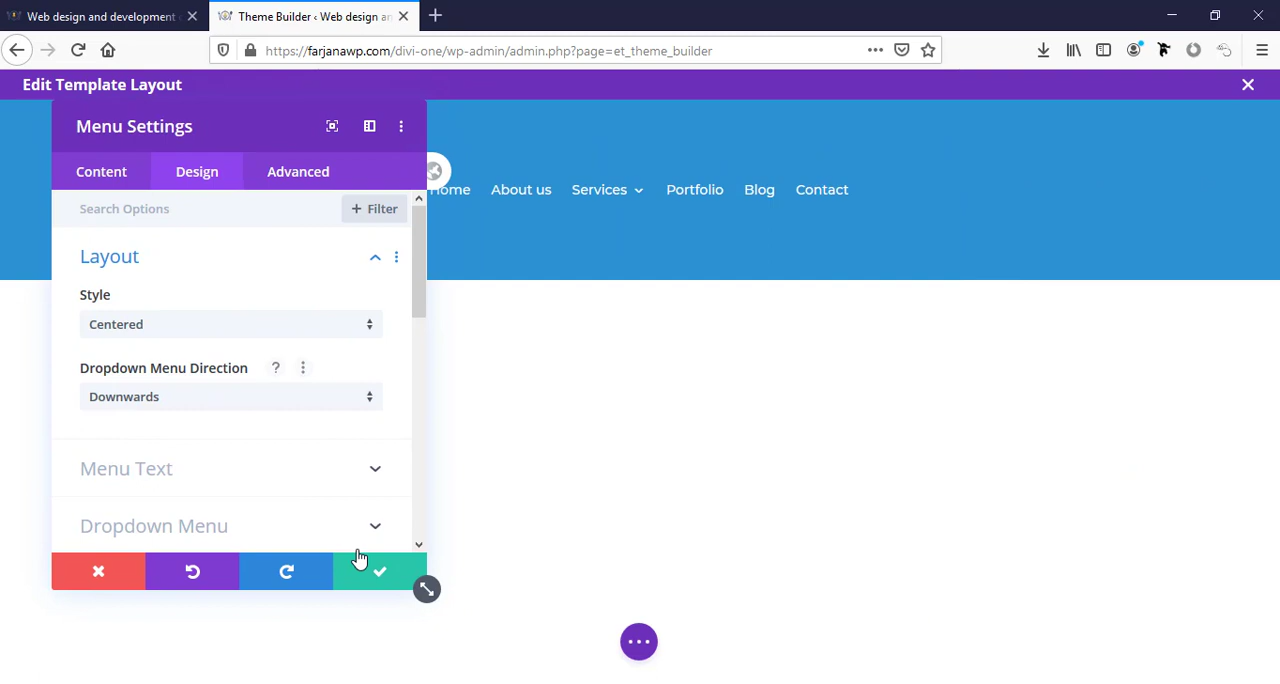 Web design and development
Theme Builder ‹ Web design an
https://farjanawp.com/divi-one/wp-admin/admin.php?page=et_theme_builder
Edit Template Layout
Menu Settings
Content Design Advanced
Search Options + Filter
Home About us Services Portfolio Blog Contact
Layout
Style
Centered
Dropdown Menu Direction ?
Downwards
Menu Text
Dropdown Menu